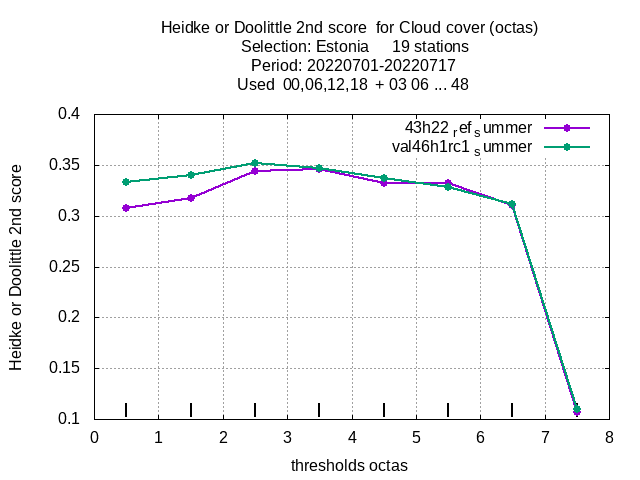 Heidke or Doolittle 2nd score  for Cloud cover (octas)
Selection: Estonia     19 stations
Period: 20220701-20220717
Used  00,06,12,18  + 03 06 ... 48
43h22 ref summer
val46h1rc1 summer
Heidke or Doolittle 2nd score
0.4
0.35
0.3
0.25
0.2
0.15
0.1
0 1 2 3 4 5 6 7 8
thresholds octas